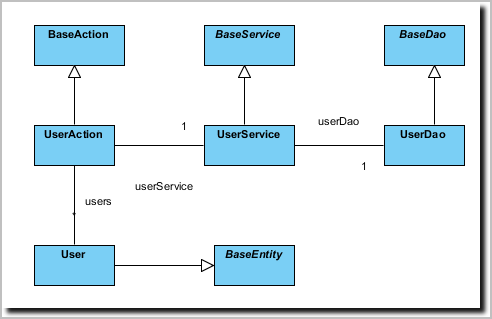 BaseAction
BaseService
BaseDao
userDao
1
UserAction
UserService
UserDao
1
userService
users
*
User
BaseEntity